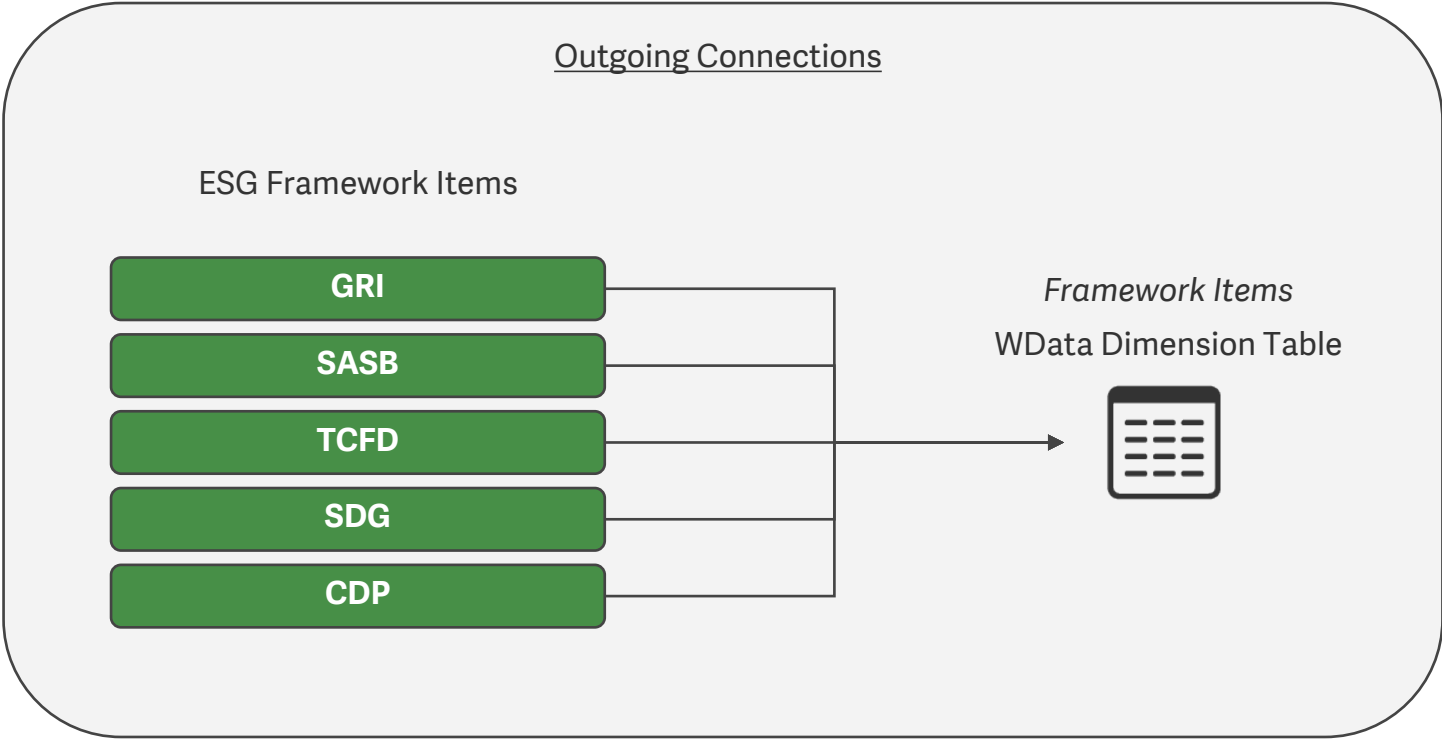 Outgoing Connections
ESG Framework Items
GRI
SASB
TCFD
SDG
CDP
Framework Items
WData Dimension Table